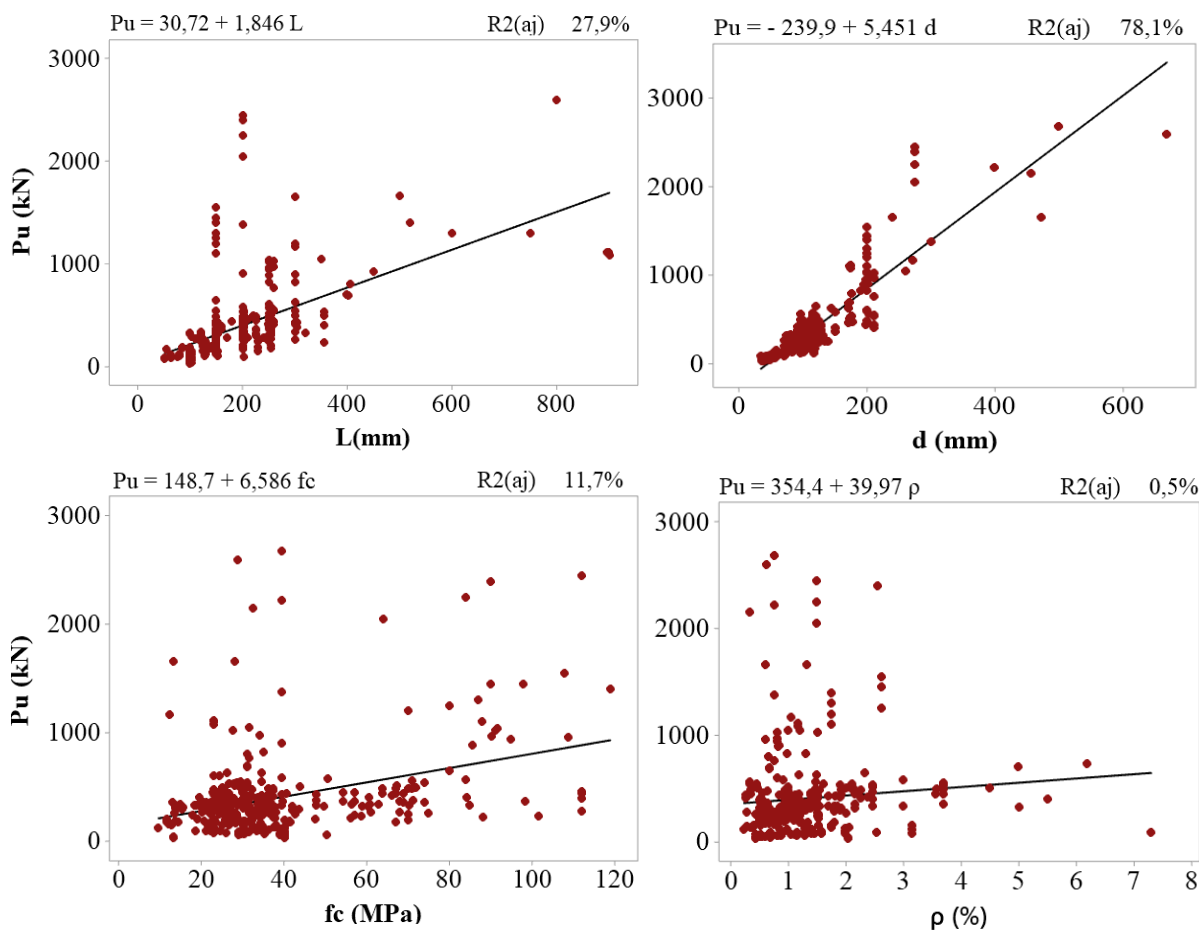 Pu = 30,72 + 1,846 L R2(aj) 27,9%
3000
2000
1000
0
Pu (kN)
0 200 400 600 800
L(mm)
Pu = - 239,9 + 5,451 d R2(aj) 78,1%
3000
2000
1000
0
0 200 400 600
d (mm)
Pu = 148,7 + 6,586 fc R2(aj) 11,7%
3000
2000
1000
0
Pu (kN)
0 20 40 60 80 100 120
fc (MPa)
Pu = 354,4 + 39,97 ρ R2(aj) 0,5%
3000
2000
1000
0
0 1 2 3 4 5 6 7 8
ρ (%)